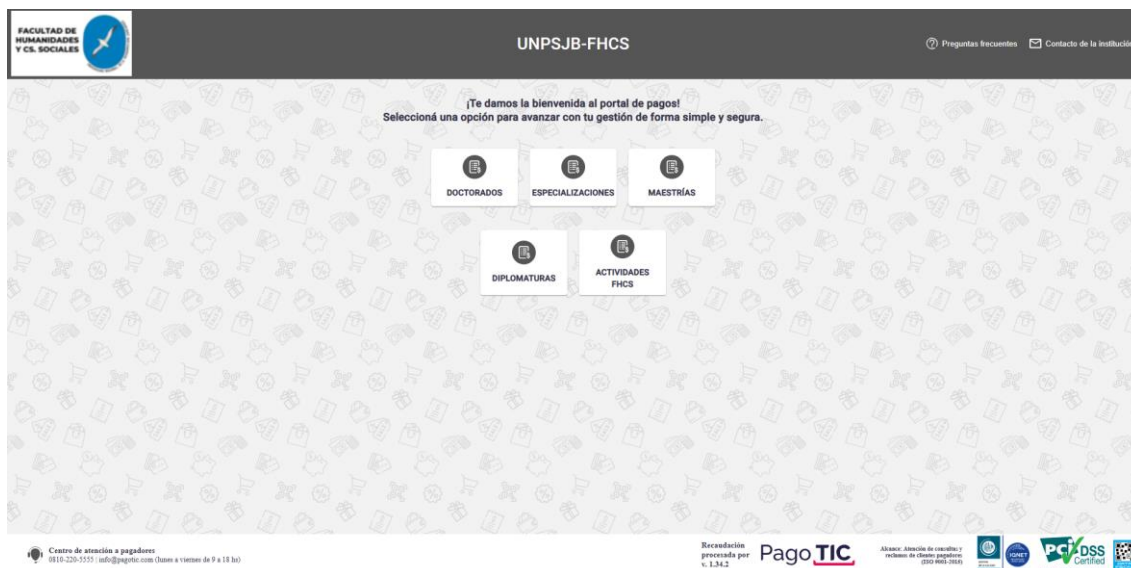 FACULTAD DE
HUMANIDADES
Y CS. SOCIALES
UNPSJB-FHCS
Preguntas frecuentes
Contacto de la institución
¡Te damos la bienvenida al portal de pagos!
Seleccioná una opción para avanzar con tu gestión de forma simple y segura.
DOCTORADOS
ESPECIALIZACIONES
MAESTRÍAS
DIPLOMATURAS
ACTIVIDADES
FHCS
Centro de atención a pagadores
0810-220-5555 | info@pagotic.com (lunes a viernes de 9 a 18 hs)
Recaudación
procesada por
v. 1.34.2
Pago TIC
Alcance: Atención de consultas y
reclamos de clientes pagadores
(ISO 9001-2015)
IQNET
PCI DSS
Certified